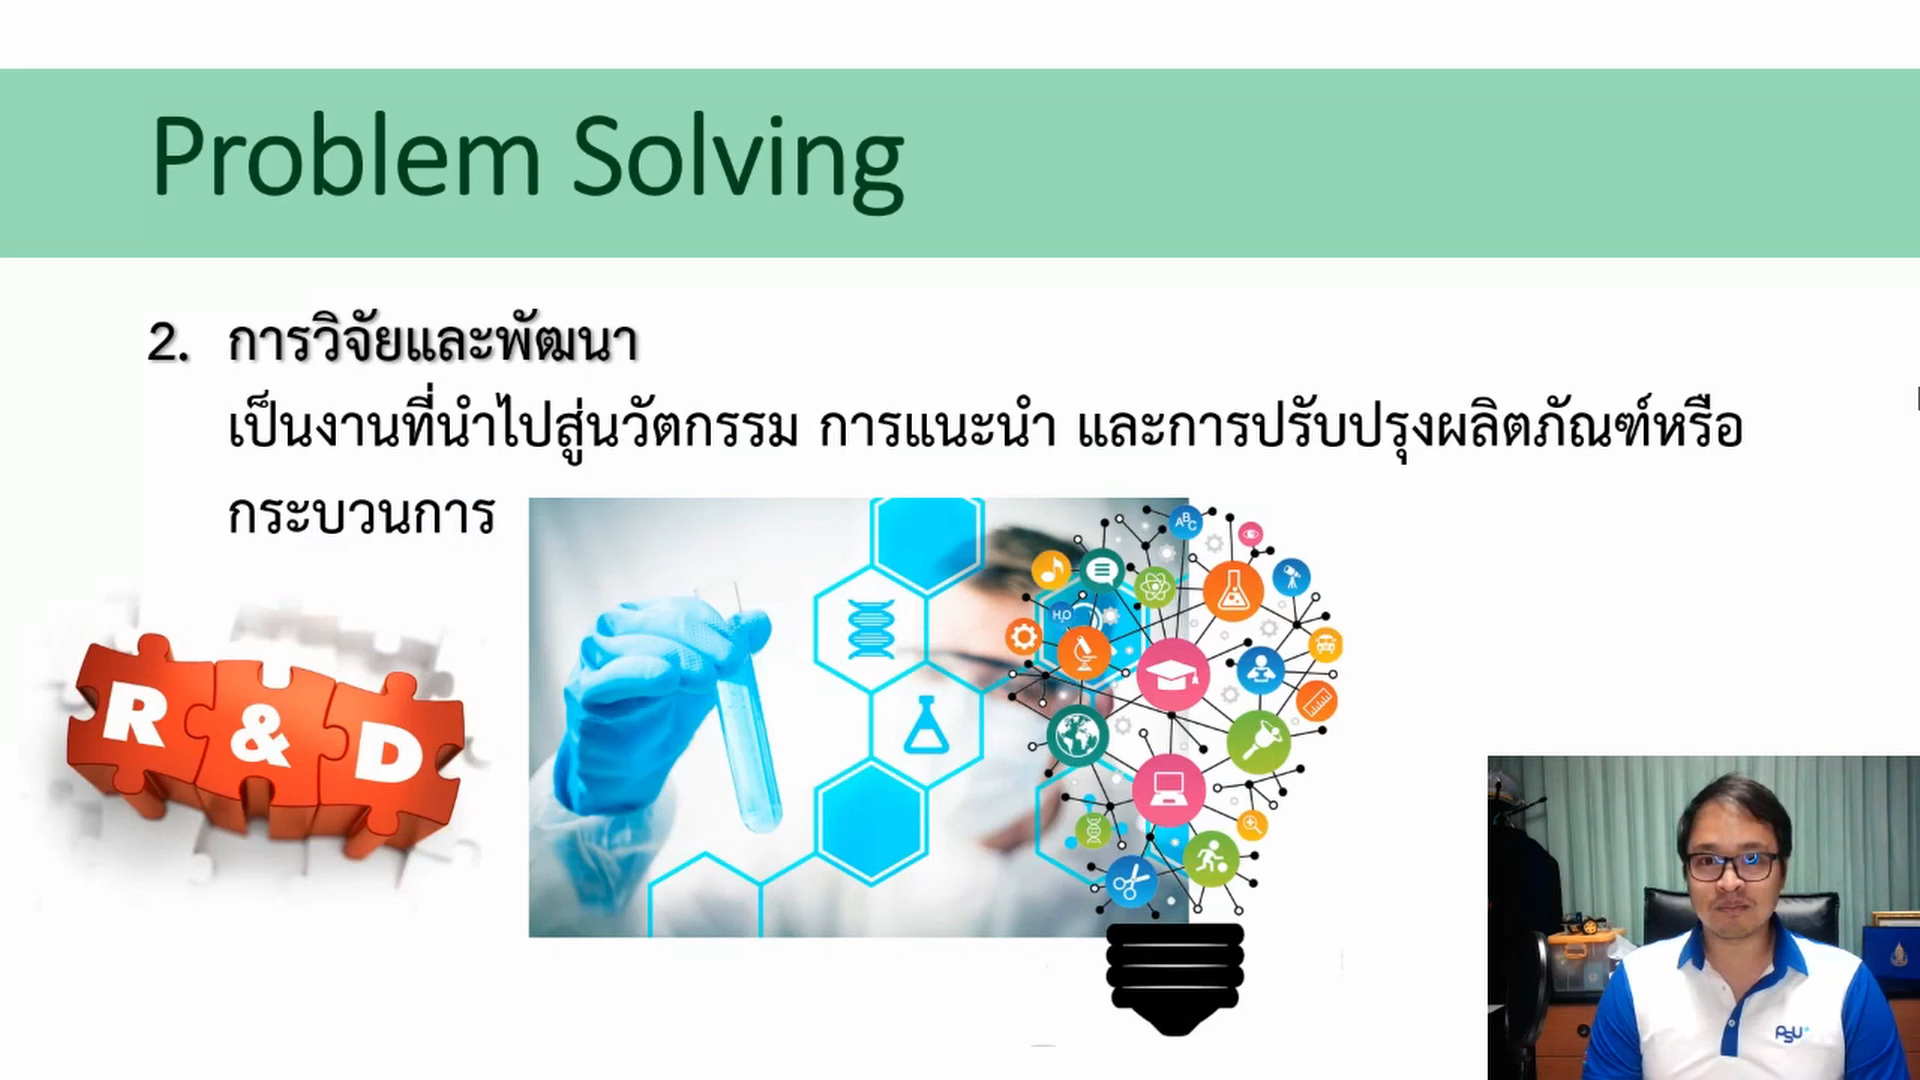 Problem Solving
2. การวิจัยและพัฒนา
เป็นงานที่นำไปสู่นวัตกรรม การแนะนำ และการปรับปรุงผลิตภัณฑ์หรือ
กระบวนการ
R & D
ABC
H₂O
PSU